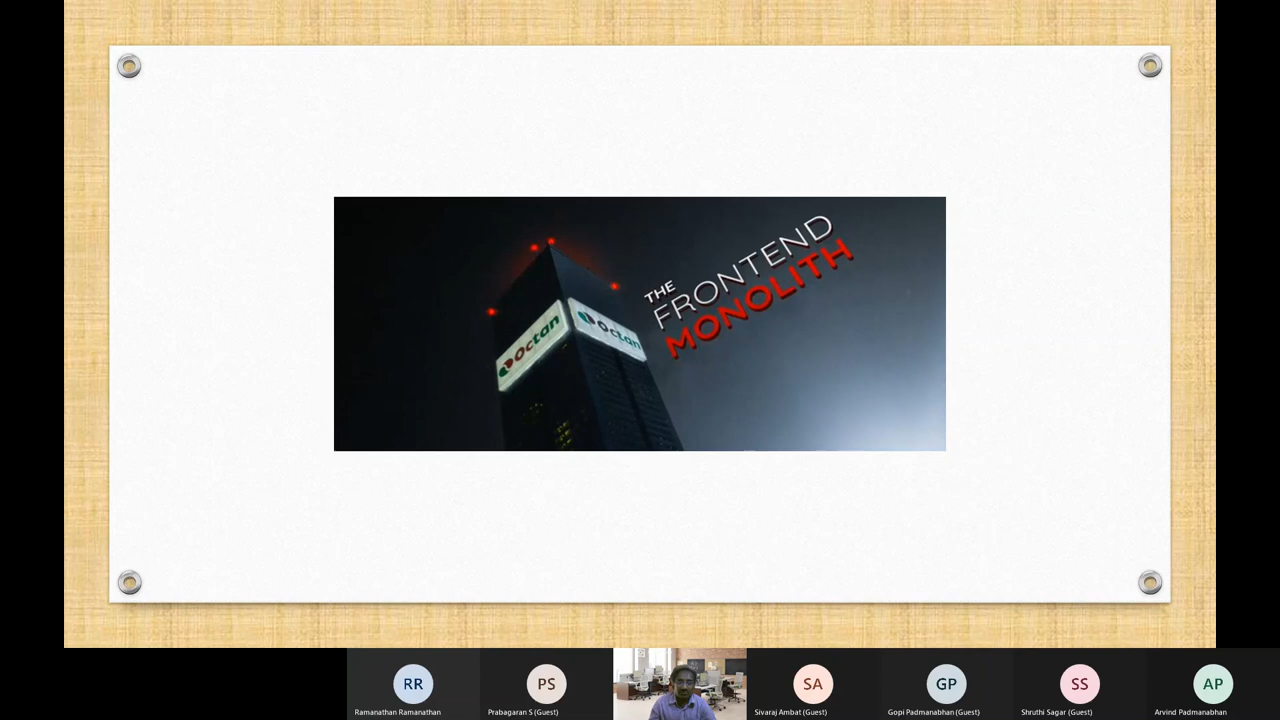 THE
FRONTEND
MONOLITH
Octan
Octan
RR
PS
SA
GP
SS
AP
Ramanathan Ramanathan
Prabagaran S (Guest)
Sivaraj Ambat (Guest)
Gopi Padmanabhan (Guest)
Shruthi Sagar (Guest)
Arvind Padmanabhan